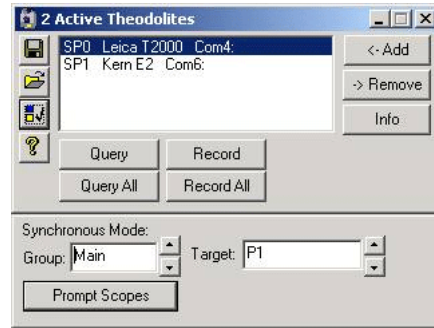 2 Active Theodolites
SP0 Leica T2000 Com4:
SP1 Kern E2 Com6:
<- Add
-> Remove
Info
Query
Record
Query All
Record All
Synchronous Mode:
Group: Main
Target: P1
Prompt Scopes